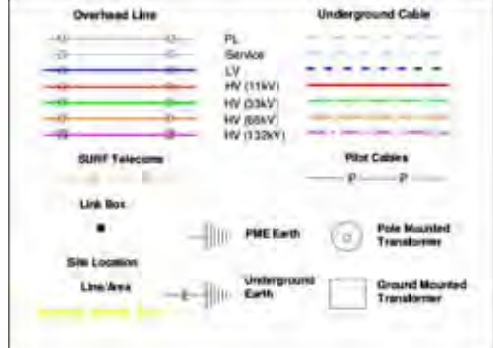 Overhead Line
Underground Cable
PL
Service
LV
HV (11kV)
HV (33kV)
HV (66kV)
HV (132kV)
SURF Telecoms
Pilot Cables
P P
Link Box
PME Earth
Pole Mounted
Transformer
Site Location
Line/Area
E
Underground
Earth
Ground Mounted
Transformer